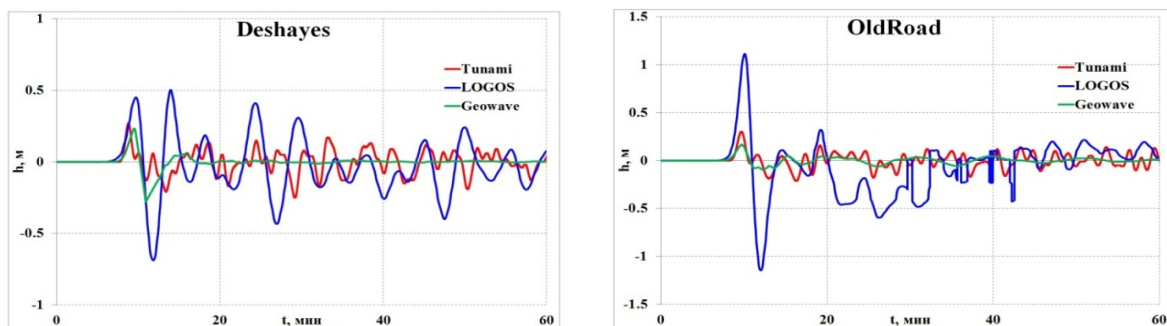 Deshayes
1
0.5
0
-0.5
-1
h, м
Tunami
LOGOS
Geowave
0
20
40
60
t, мин
OldRoad
1.5
1
0.5
0
-0.5
-1
-1.5
h, м
Tunami
LOGOS
Geowave
0
20
40
60
t, мин